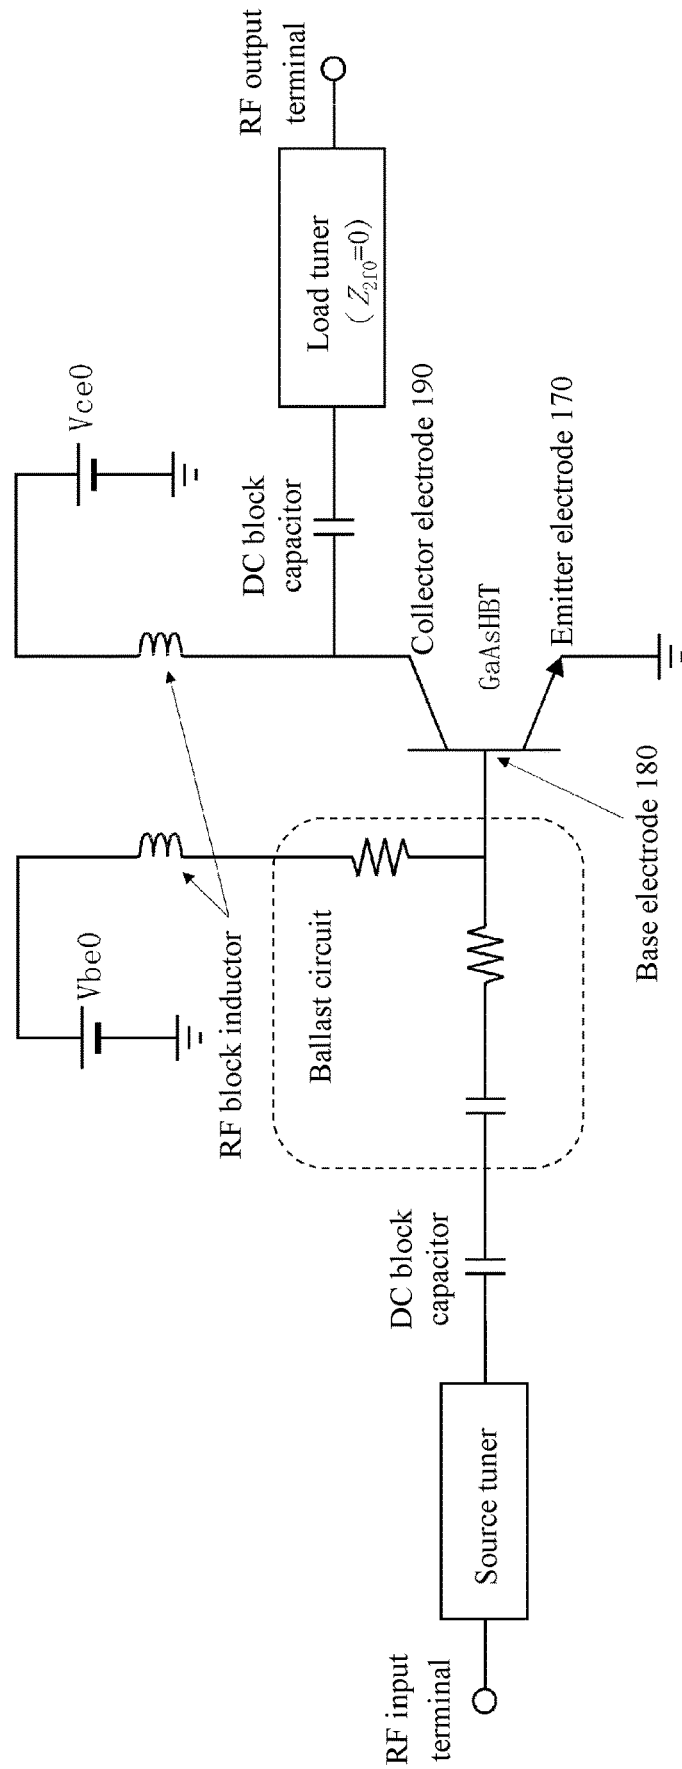 RF input
terminal
Source tuner
DC block
capacitor
Ballast circuit
RF block inductor
Vbe0
Base electrode 180
GaAsHBT
Emitter electrode 170
Collector electrode 190
DC block
capacitor
Vce0
Load tuner
(Z2f0=0)
RF output
terminal